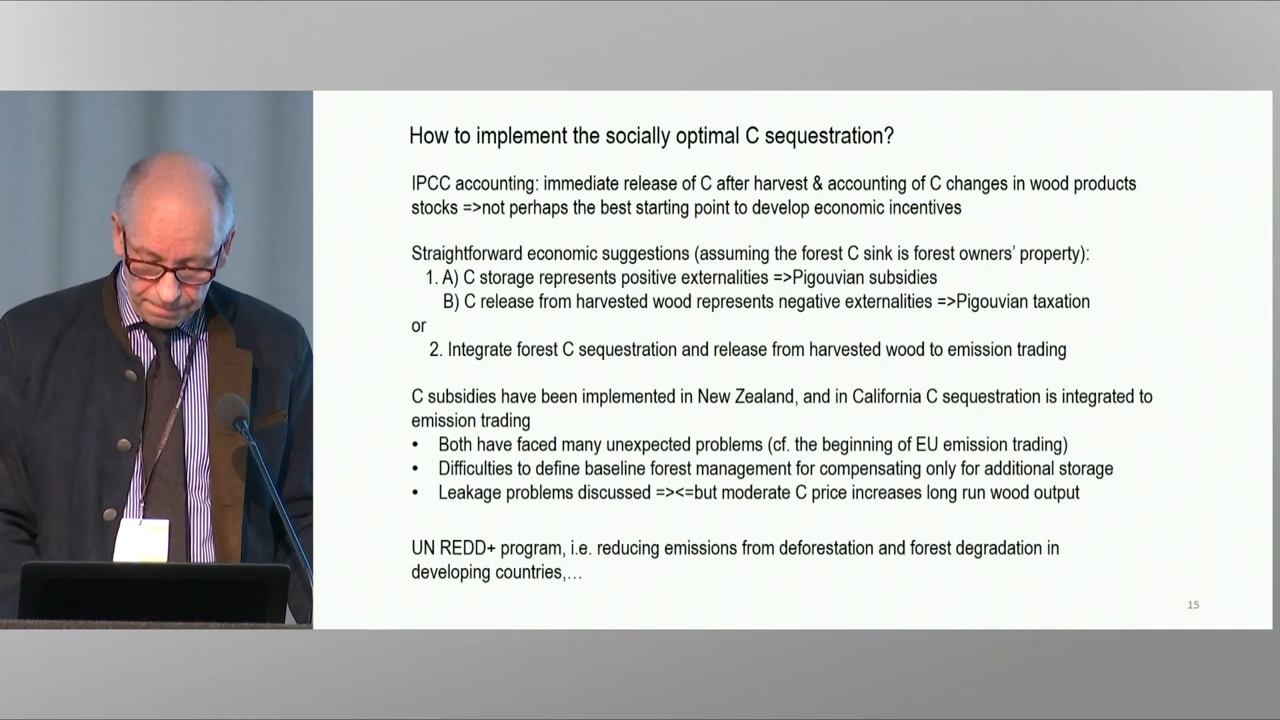 How to implement the socially optimal C sequestration?
IPCC accounting: immediate release of C after harvest & accounting of C changes in wood products
stocks =>not perhaps the best starting point to develop economic incentives
Straightforward economic suggestions (assuming the forest C sink is forest owners’ property):
1. A) C storage represents positive externalities =>Pigouvian subsidies
B) C release from harvested wood represents negative externalities =>Pigouvian taxation
or
2. Integrate forest C sequestration and release from harvested wood to emission trading
C subsidies have been implemented in New Zealand, and in California C sequestration is integrated to
emission trading
• Both have faced many unexpected problems (cf. the beginning of EU emission trading)
• Difficulties to define baseline forest management for compensating only for additional storage
• Leakage problems discussed =><=but moderate C price increases long run wood output
UN REDD+ program, i.e. reducing emissions from deforestation and forest degradation in
developing countries,…
15